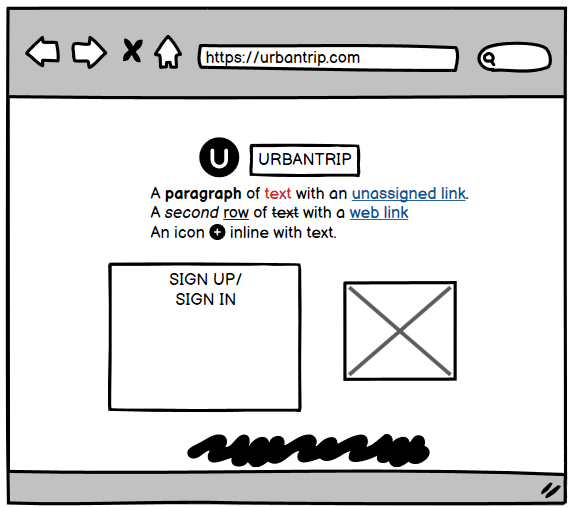 https://urbantrip.com
U URBANTRIP
A paragraph of text with an unassigned link.
A second row of text with a web link
An icon + inline with text.
SIGN UP/
SIGN IN